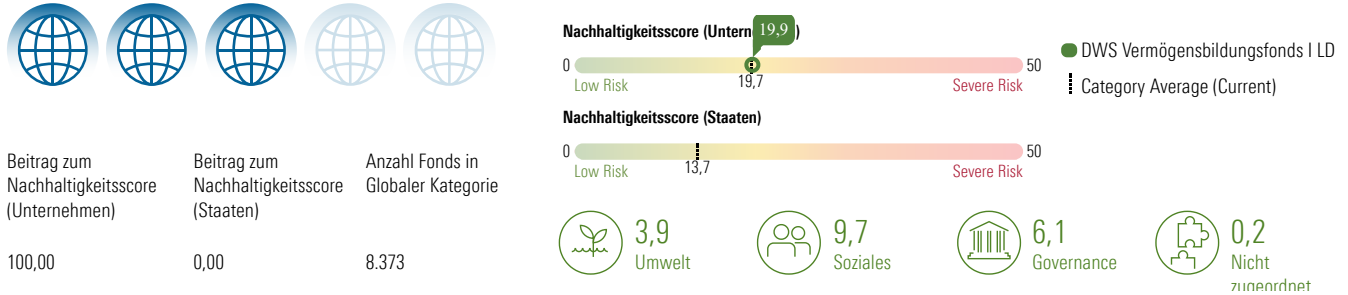 Beitrag zum
Nachhaltigkeitsscore
(Unternehmen)
100,00
Beitrag zum
Nachhaltigkeitsscore
(Staaten)
0,00
Anzahl Fonds in
Globaler Kategorie
8.373
Nachhaltigkeitsscore (Untern )
19,9
0
50
Low Risk
19,7
Severe Risk
DWS Vermögensbildungsfonds I LD
Category Average (Current)
Nachhaltigkeitsscore (Staaten)
0
50
Low Risk
13,7
Severe Risk
3,9
Umwelt
9,7
Soziales
6,1
Governance
0,2
Nicht
zugeordnet